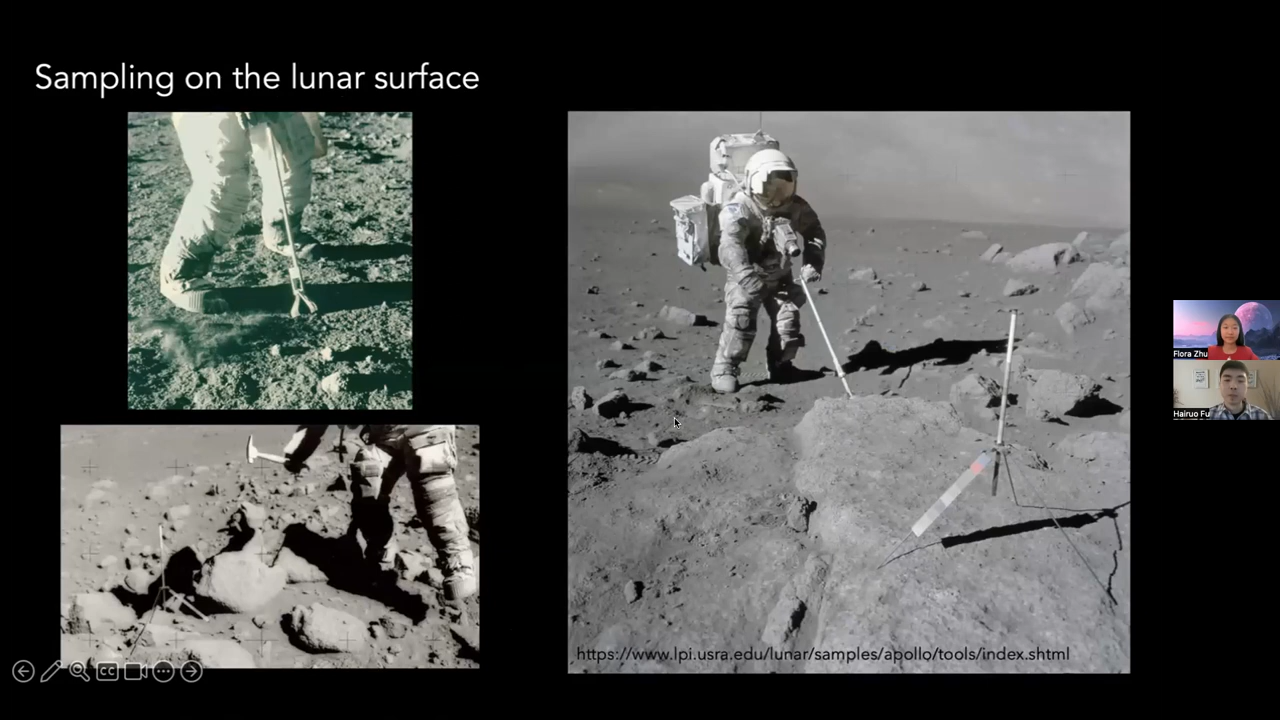 Sampling on the lunar surface
Flora Zhu
Hairuo Fu
https://www.lpi.usra.edu/lunar/samples/apollo/tools/index.shtml
CC